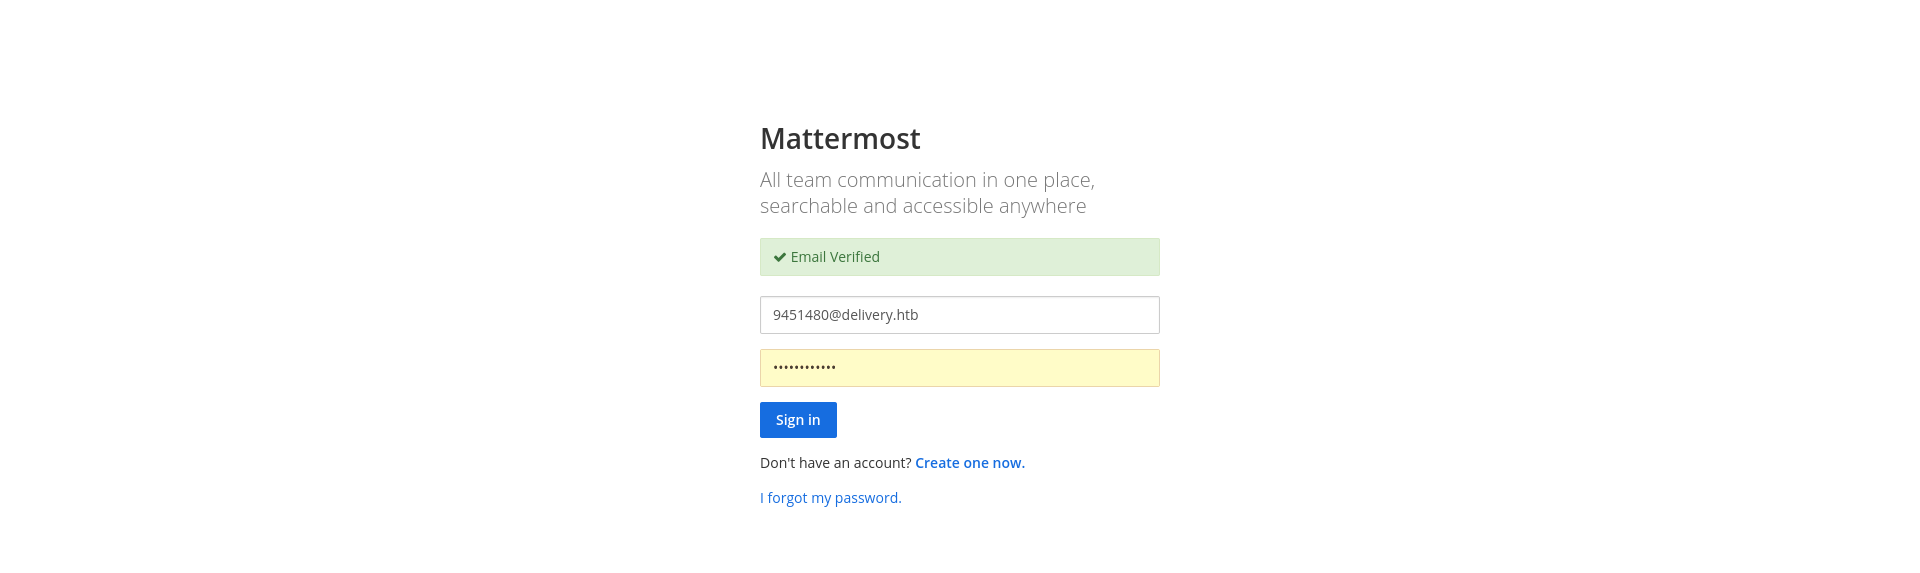 Mattermost
All team communication in one place,
searchable and accessible anywhere
✔ Email Verified
9451480@delivery.htb
••••••••••••
Sign in
Don't have an account? Create one now.
I forgot my password.